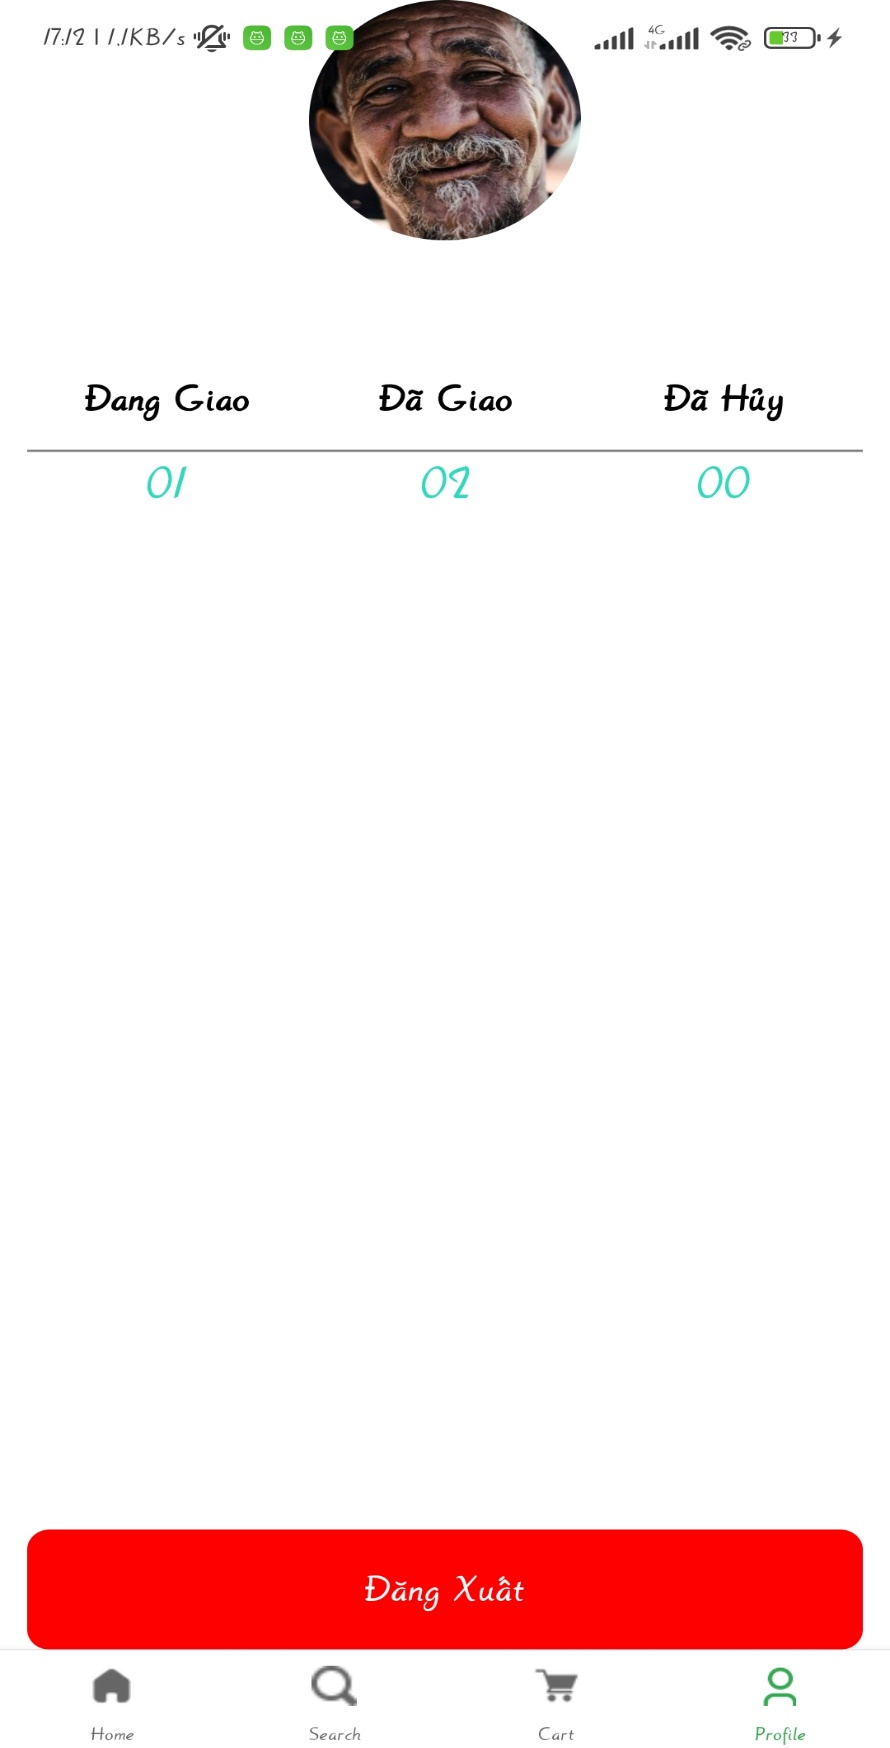 17:12 | 1,1KB/s 4G 33
Đang Giao Đã Giao Đã Hủy
01 02 00
Đăng Xuất
Home Search Cart Profile